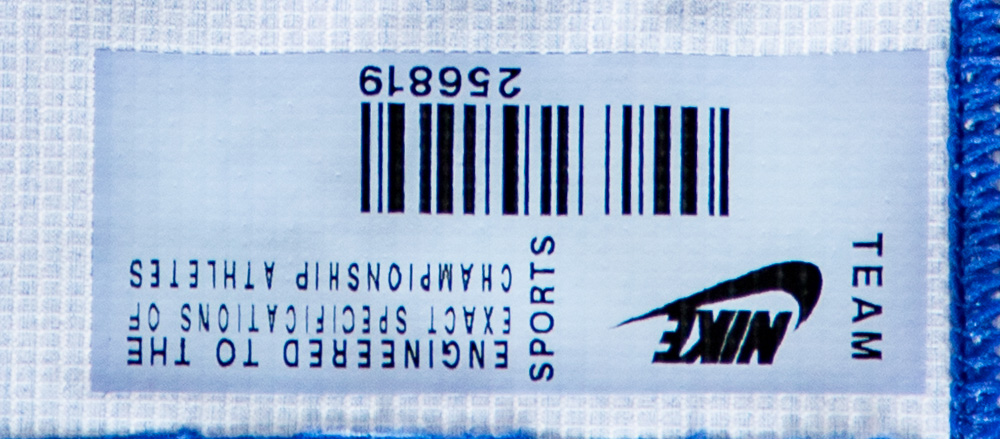 TEAM
NIKE
SPORTS
ENGINEERED TO THE
EXACT SPECIFICATIONS OF
CHAMPIONSHIP ATHLETES
256819